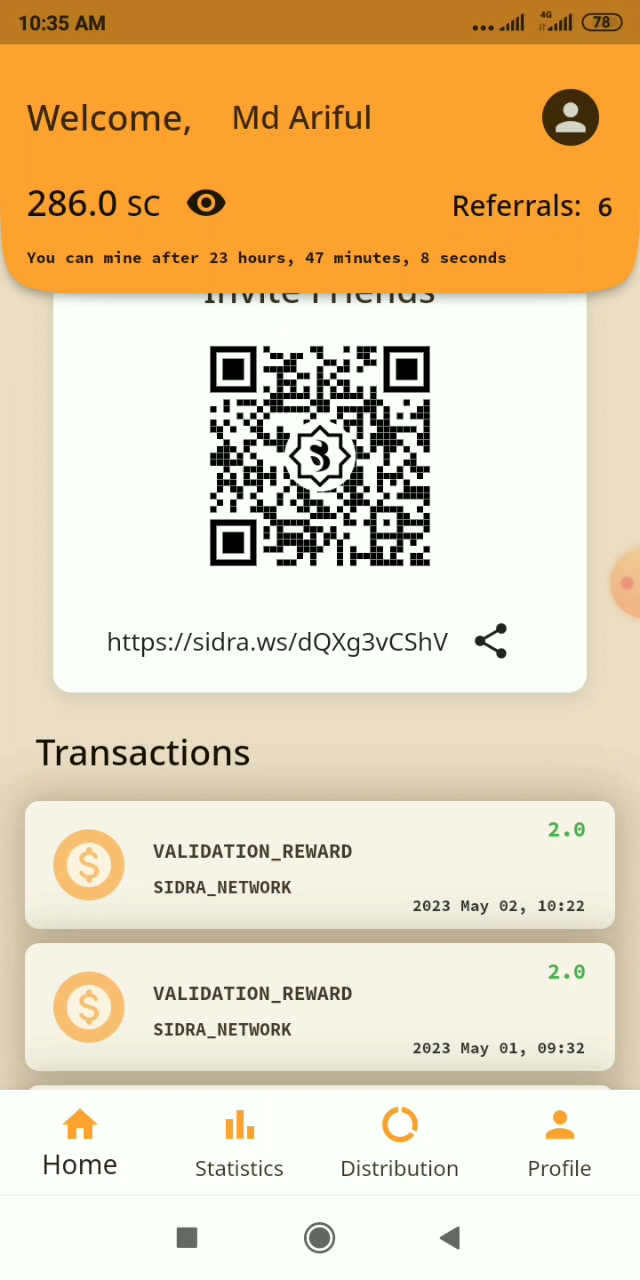 10:35 AM
4G
78
Welcome, Md Ariful
286.0 SC
Referrals: 6
You can mine after 23 hours, 47 minutes, 8 seconds
Invite Friends
https://sidra.ws/dQXg3vCShV
Transactions
2.0
VALIDATION_REWARD
SIDRA_NETWORK
2023 May 02, 10:22
2.0
VALIDATION_REWARD
SIDRA_NETWORK
2023 May 01, 09:32
Home
Statistics
Distribution
Profile